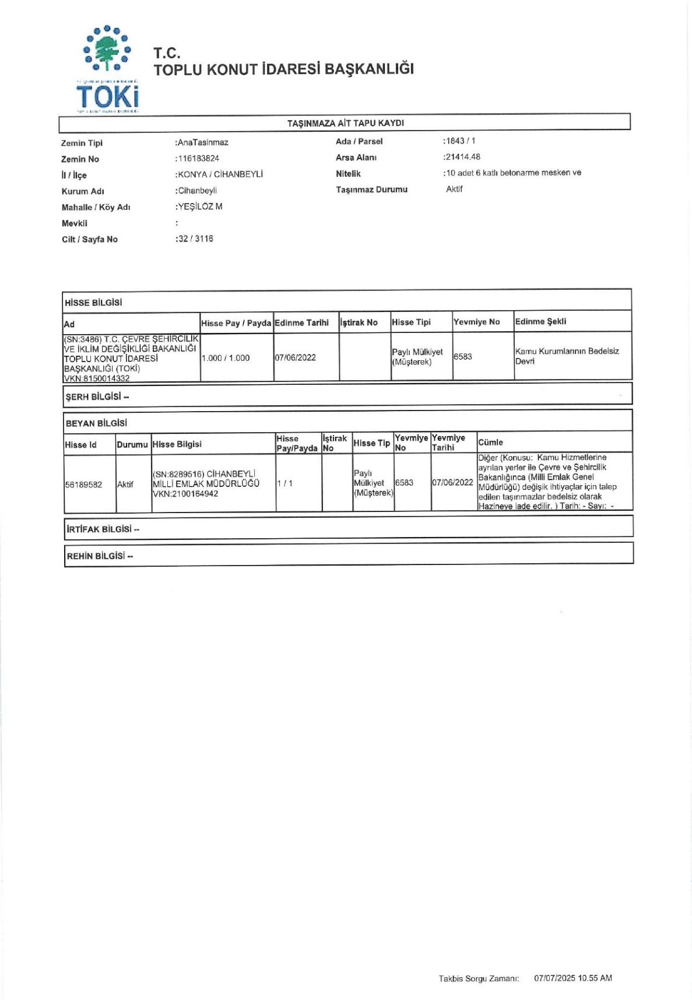 T.C.
TOPLU KONUT İDARESİ BAŞKANLIĞI
TOKİ
TAŞINMAZA AİT TAPU KAYDI
Zemin Tipi :AnaTasinmaz Ada / Parsel :1843 / 1
Zemin No :116183824 Arsa Alanı :21414.48
İl / İlçe :KONYA / CİHANBEYLİ Nitelik :10 adet 6 katlı betonarme mesken ve
Kurum Adı :Cihanbeyli Taşınmaz Durumu Aktif
Mahalle / Köy Adı :YEŞİLÖZ M
Mevkii :
Cilt / Sayfa No :32 / 3116
HİSSE BİLGİSİ
Ad Hisse Pay / Payda Edinme Tarihi İştirak No Hisse Tipi Yevmiye No Edinme Şekli
(SN:3486) T.C. ÇEVRE ŞEHİRCİLİK
VE İKLİM DEĞİŞİKLİĞİ BAKANLIĞI
TOPLU KONUT İDARESİ
BAŞKANLIĞI (TOKİ)
VKN:8150014332
1.000 / 1.000
07/06/2022
Paylı Mülkiyet
(Müşterek)
6583
Kamu Kurumlarının Bedelsiz
Devri
ŞERH BİLGİSİ --
BEYAN BİLGİSİ
Hisse Id Durumu Hisse Bilgisi Hisse Pay/Payda İştirak No Hisse Tip Yevmiye No Yevmiye Tarihi Cümle
56189582
Aktif
(SN:8289516) CİHANBEYLİ
MİLLİ EMLAK MÜDÜRLÜĞÜ
VKN:2100164942
1 / 1
Paylı
Mülkiyet
(Müşterek)
6583
07/06/2022
Diğer (Konusu: Kamu Hizmetlerine
ayrılan yerler ile Çevre ve Şehircilik
Bakanlığınca (Milli Emlak Genel
Müdürlüğü) değişik ihtiyaçlar için talep
edilen taşınmazlar bedelsiz olarak
Hazineye iade edilir. ) Tarih: - Sayı: -
İRTİFAK BİLGİSİ --
REHİN BİLGİSİ --
Takbis Sorgu Zamanı: 07/07/2025 10.55 AM